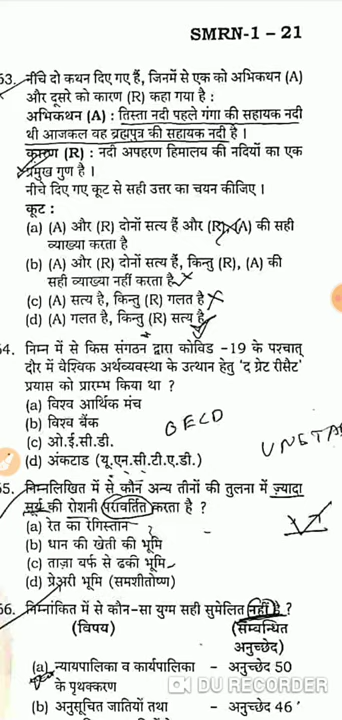 SMRN-1 – 21
53. नीचे दो कथन दिए गए हैं, जिनमें से एक को अभिकथन (A)
और दूसरे को कारण (R) कहा गया है :
अभिकथन (A) : तिस्ता नदी पहले गंगा की सहायक नदी
थी आजकल वह ब्रह्मपुत्र की सहायक नदी है ।
कारण (R) : नदी अपहरण हिमालय की नदियों का एक
प्रमुख गुण है ।
नीचे दिए गए कूट से सही उत्तर का चयन कीजिए ।
कूट :
(a) (A) और (R) दोनों सत्य हैं और (R), (A) की सही
व्याख्या करता है
(b) (A) और (R) दोनों सत्य हैं, किन्तु (R), (A) की
सही व्याख्या नहीं करता है
(c) (A) सत्य है, किन्तु (R) गलत है
(d) (A) गलत है, किन्तु (R) सत्य है
54. निम्न में से किस संगठन द्वारा कोविड -19 के पश्चात्
दौर में वैश्विक अर्थव्यवस्था के उत्थान हेतु 'द ग्रेट रीसैट'
प्रयास को प्रारम्भ किया था ?
(a) विश्व आर्थिक मंच
(b) विश्व बैंक
OECD
(c) ओ.ई.सी.डी.
UNSTAD
(d) अंकटाड (यू.एन.सी.टी.ए.डी.)
55. निम्नलिखित में से कौन अन्य तीनों की तुलना में ज़्यादा
सूर्य की रोशनी परावर्तित करता है ?
(a) रेत का रेगिस्तान
(b) धान की खेती की भूमि
(c) ताज़ा बर्फ से ढकी भूमि
(d) प्रेअरी भूमि (समशीतोष्ण)
56. निम्नांकित में से कौन-सा युग्म सही सुमेलित नहीं है ?
(विषय) (सम्बन्धित
अनुच्छेद)
(a) न्यायपालिका व कार्यपालिका – अनुच्छेद 50
के पृथक्करण
DU RECORDER
(b) अनुसूचित जातियों तथा – अनुच्छेद 46